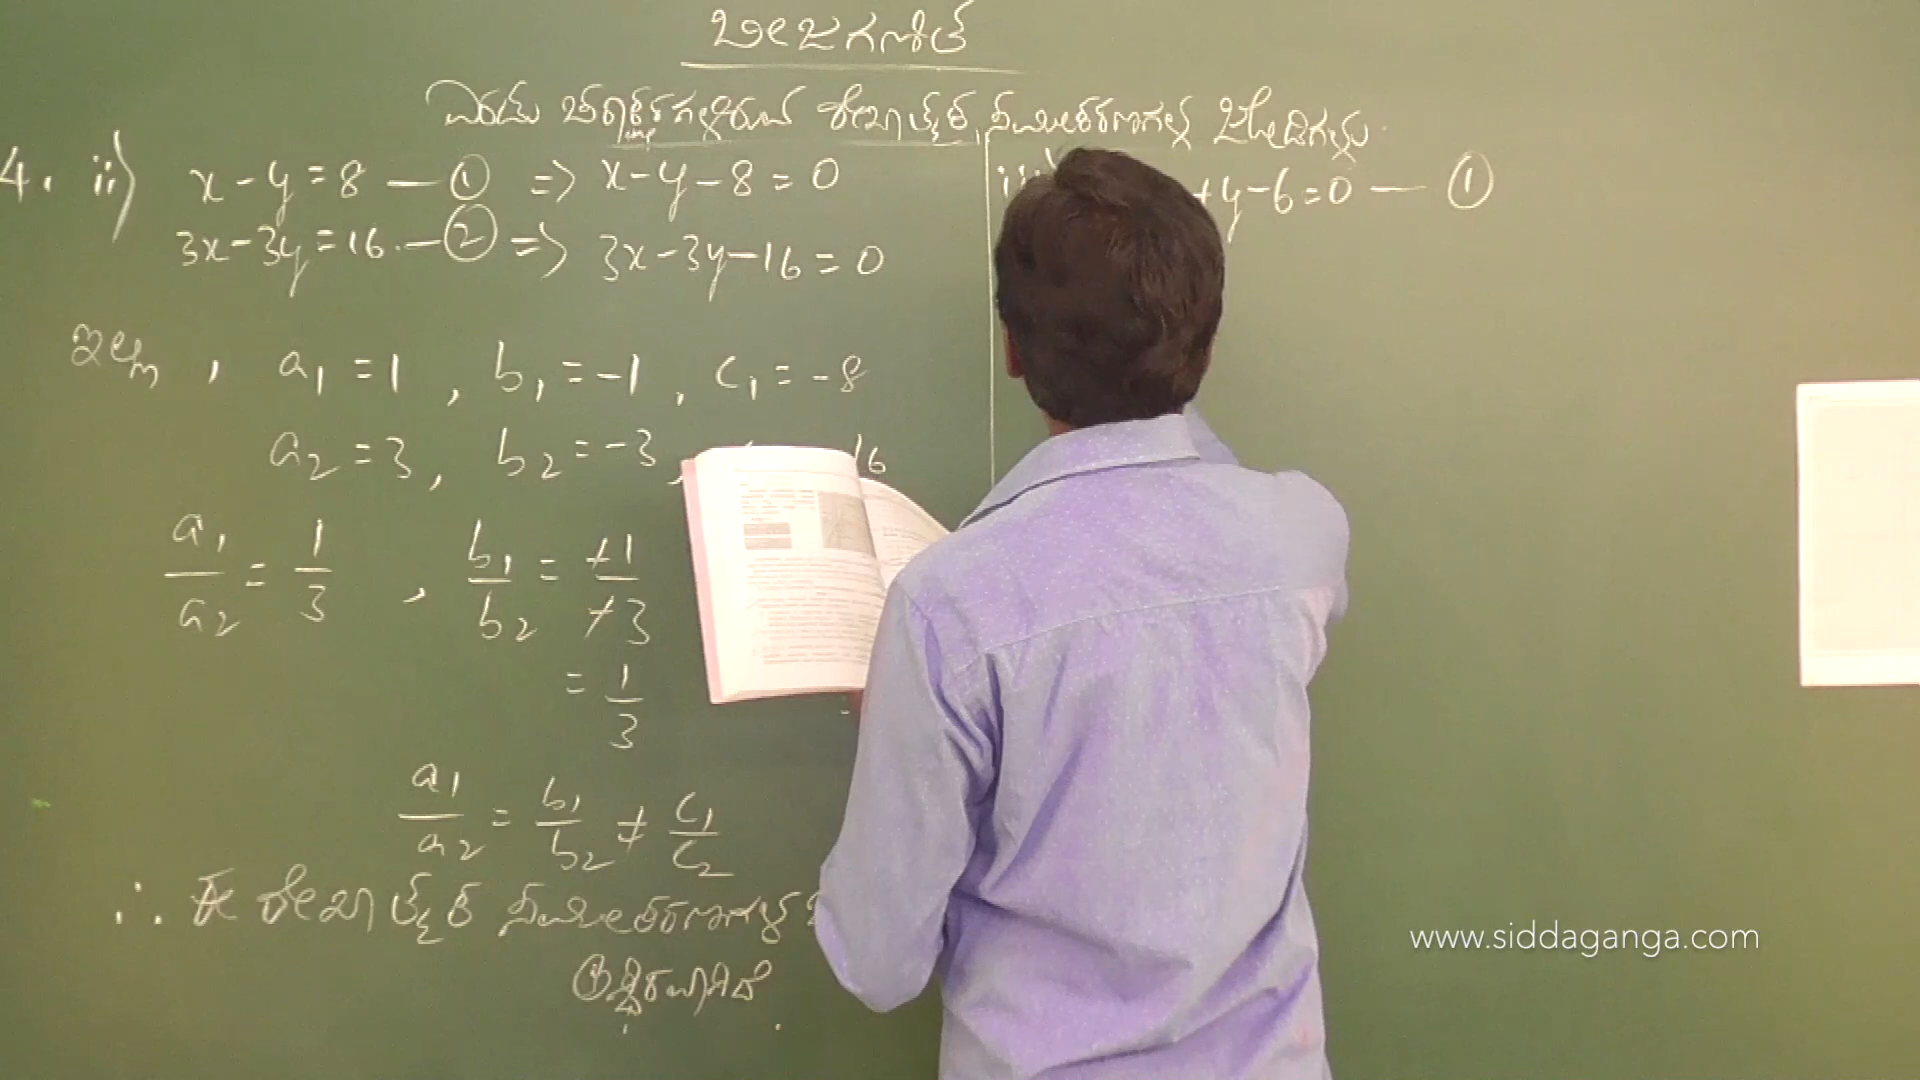 ಬೀಜಗಣಿತ
ಎರಡು ಚರಾಕ್ಷರಗಳಿರುವ ರೇಖಾತ್ಮಕ ಸಮೀಕರಣಗಳ ಜೋಡಿಗಳು
4. ii) x - y = 8 — ① => x - y - 8 = 0
3x - 3y = 16 — ② => 3x - 3y - 16 = 0
ಇಲ್ಲಿ , a₁ = 1 , b₁ = -1 , c₁ = -8
a₂ = 3 , b₂ = -3 , 16
a₁/a₂ = 1/3 , b₁/b₂ = -1/-3
= 1/3
a₁/a₂ = b₁/b₂ ≠ c₁/c₂
∴ ಈ ರೇಖಾತ್ಮಕ ಸಮೀಕರಣಗಳ
ಸ್ಥಿರವಾಗಿದೆ.
iii) + y - 6 = 0 — ①
www.siddaganga.com